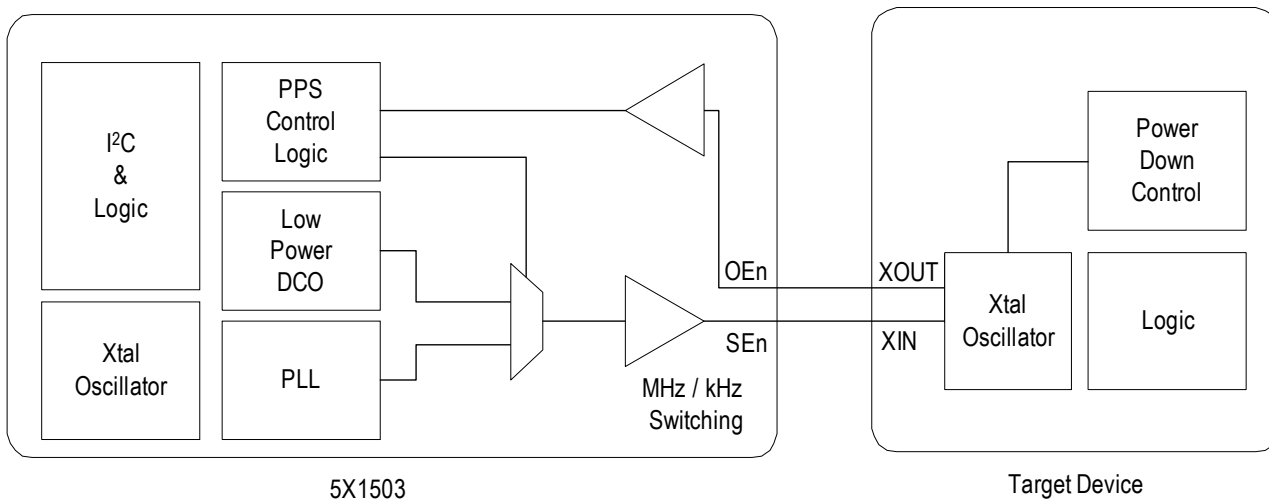 I²C
&
Logic
PPS
Control
Logic
Low
Power
DCO
Xtal
Oscillator
PLL
OEn
SEn
MHz / kHz
Switching
5X1503
XOUT
XIN
Power
Down
Control
Xtal
Oscillator
Logic
Target Device